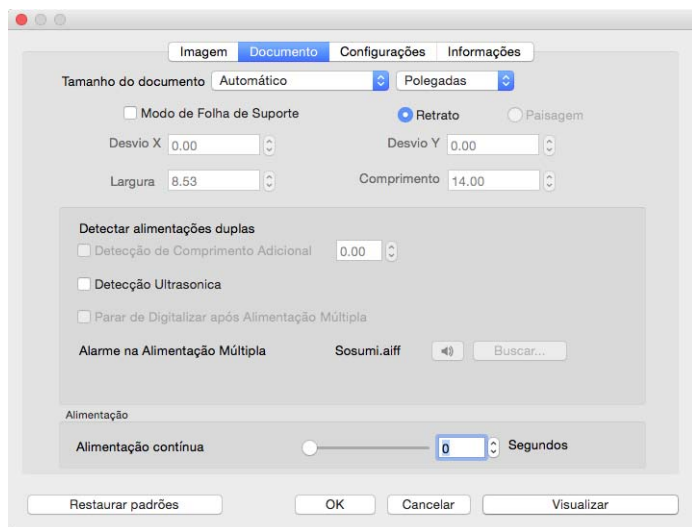 Imagem Documento Configurações Informações
Tamanho do documento Automático Polegadas
Modo de Folha de Suporte Retrato Paisagem
Desvio X 0.00 Desvio Y 0.00
Largura 8.53 Comprimento 14.00
Detectar alimentações duplas
Detecção de Comprimento Adicional 0.00
Detecção Ultrasonica
Parar de Digitalizar após Alimentação Múltipla
Alarme na Alimentação Múltipla Sosumi.aiff Buscar...
Alimentação
Alimentação contínua 0 Segundos
Restaurar padrões OK Cancelar Visualizar